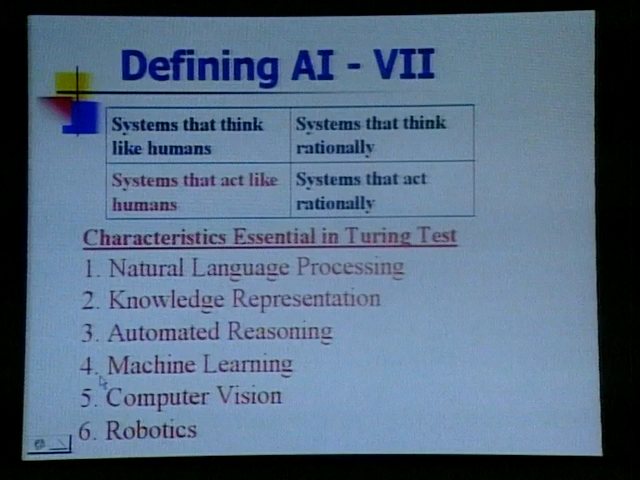 Defining AI - VII
Systems that think like humans
Systems that think rationally
Systems that act like humans
Systems that act rationally
Characteristics Essential in Turing Test
1. Natural Language Processing
2. Knowledge Representation
3. Automated Reasoning
4. Machine Learning
5. Computer Vision
6. Robotics